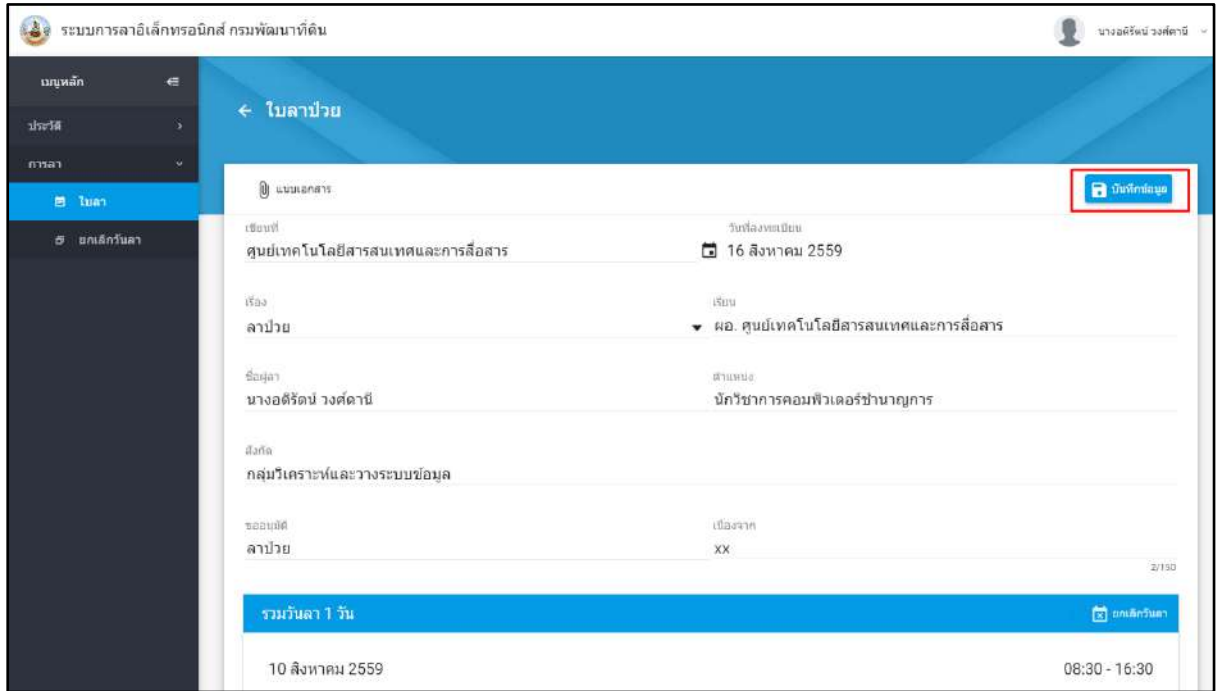 ระบบการลาอิเล็กทรอนิกส์ กรมพัฒนาที่ดิน
นางอดิรัตน์ วงศ์ดานี
เมนูหลัก
ประวัติ
การลา
ใบลา
ยกเลิกวันลา
ใบลาป่วย
แนบเอกสาร
บันทึกข้อมูล
เขียนที่
วันที่ลงทะเบียน
ศูนย์เทคโนโลยีสารสนเทศและการสื่อสาร
16 สิงหาคม 2559
เรื่อง
เรียน
ลาป่วย
ผอ. ศูนย์เทคโนโลยีสารสนเทศและการสื่อสาร
ชื่อผู้ลา
ตำแหน่ง
นางอดิรัตน์ วงศ์ดานี
นักวิชาการคอมพิวเตอร์ชำนาญการ
สังกัด
กลุ่มวิเคราะห์และวางระบบข้อมูล
ขออนุมัติ
เนื่องจาก
ลาป่วย
xx
2/150
รวมวันลา 1 วัน
ยกเลิกวันลา
10 สิงหาคม 2559
08:30 - 16:30